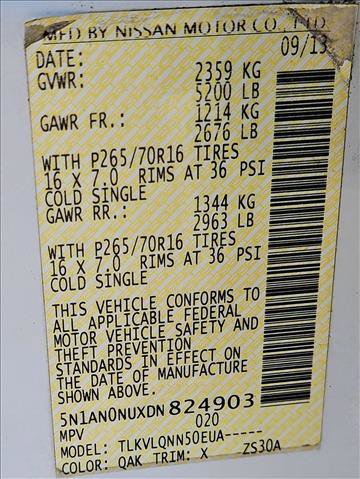 MFD BY NISSAN MOTOR CO., LTD.
DATE: 09/13
GVWR: 2359 KG
5200 LB
GAWR FR.: 1214 KG
2676 LB
WITH P265/70R16 TIRES
16 X 7.0 RIMS AT 36 PSI
COLD SINGLE
GAWR RR.: 1344 KG
2963 LB
WITH P265/70R16 TIRES
16 X 7.0 RIMS AT 36 PSI
COLD SINGLE
THIS VEHICLE CONFORMS TO
ALL APPLICABLE FEDERAL
MOTOR VEHICLE SAFETY AND
THEFT PREVENTION
STANDARDS IN EFFECT ON
THE DATE OF MANUFACTURE
SHOWN ABOVE.
5N1AN0NUXDN 824903
MPV 020
MODEL: TLKVLQNN50EUA-----
COLOR: QAK TRIM: X ZS30A